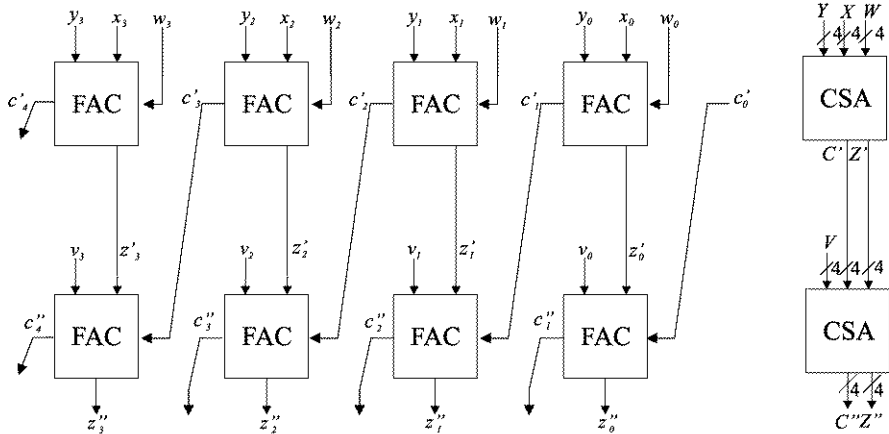 y₃ x₃ w₃ y₂ x₂ w₂ y₁ x₁ w₁ y₀ x₀ w₀ Y X W
4 4 4
c'₄ FAC c'₃ FAC c'₂ FAC c'₁ FAC c'₀ CSA
C' Z'
v₃ z'₃ v₂ z'₂ v₁ z'₁ v₀ z'₀ V
4 4 4
c''₄ FAC c''₃ FAC c''₂ FAC c''₁ FAC CSA
4 4
z''₃ z''₂ z''₁ z''₀ C'' Z''